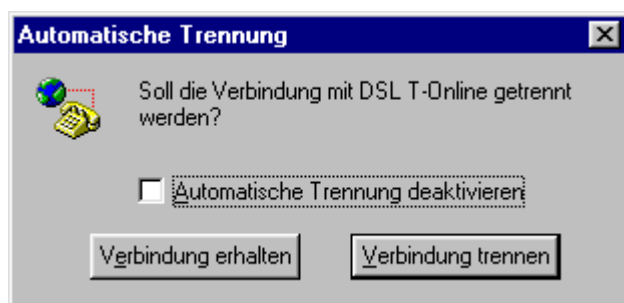 Automatische Trennung
Soll die Verbindung mit DSL T-Online getrennt
werden?
Automatische Trennung deaktivieren
Verbindung erhalten
Verbindung trennen